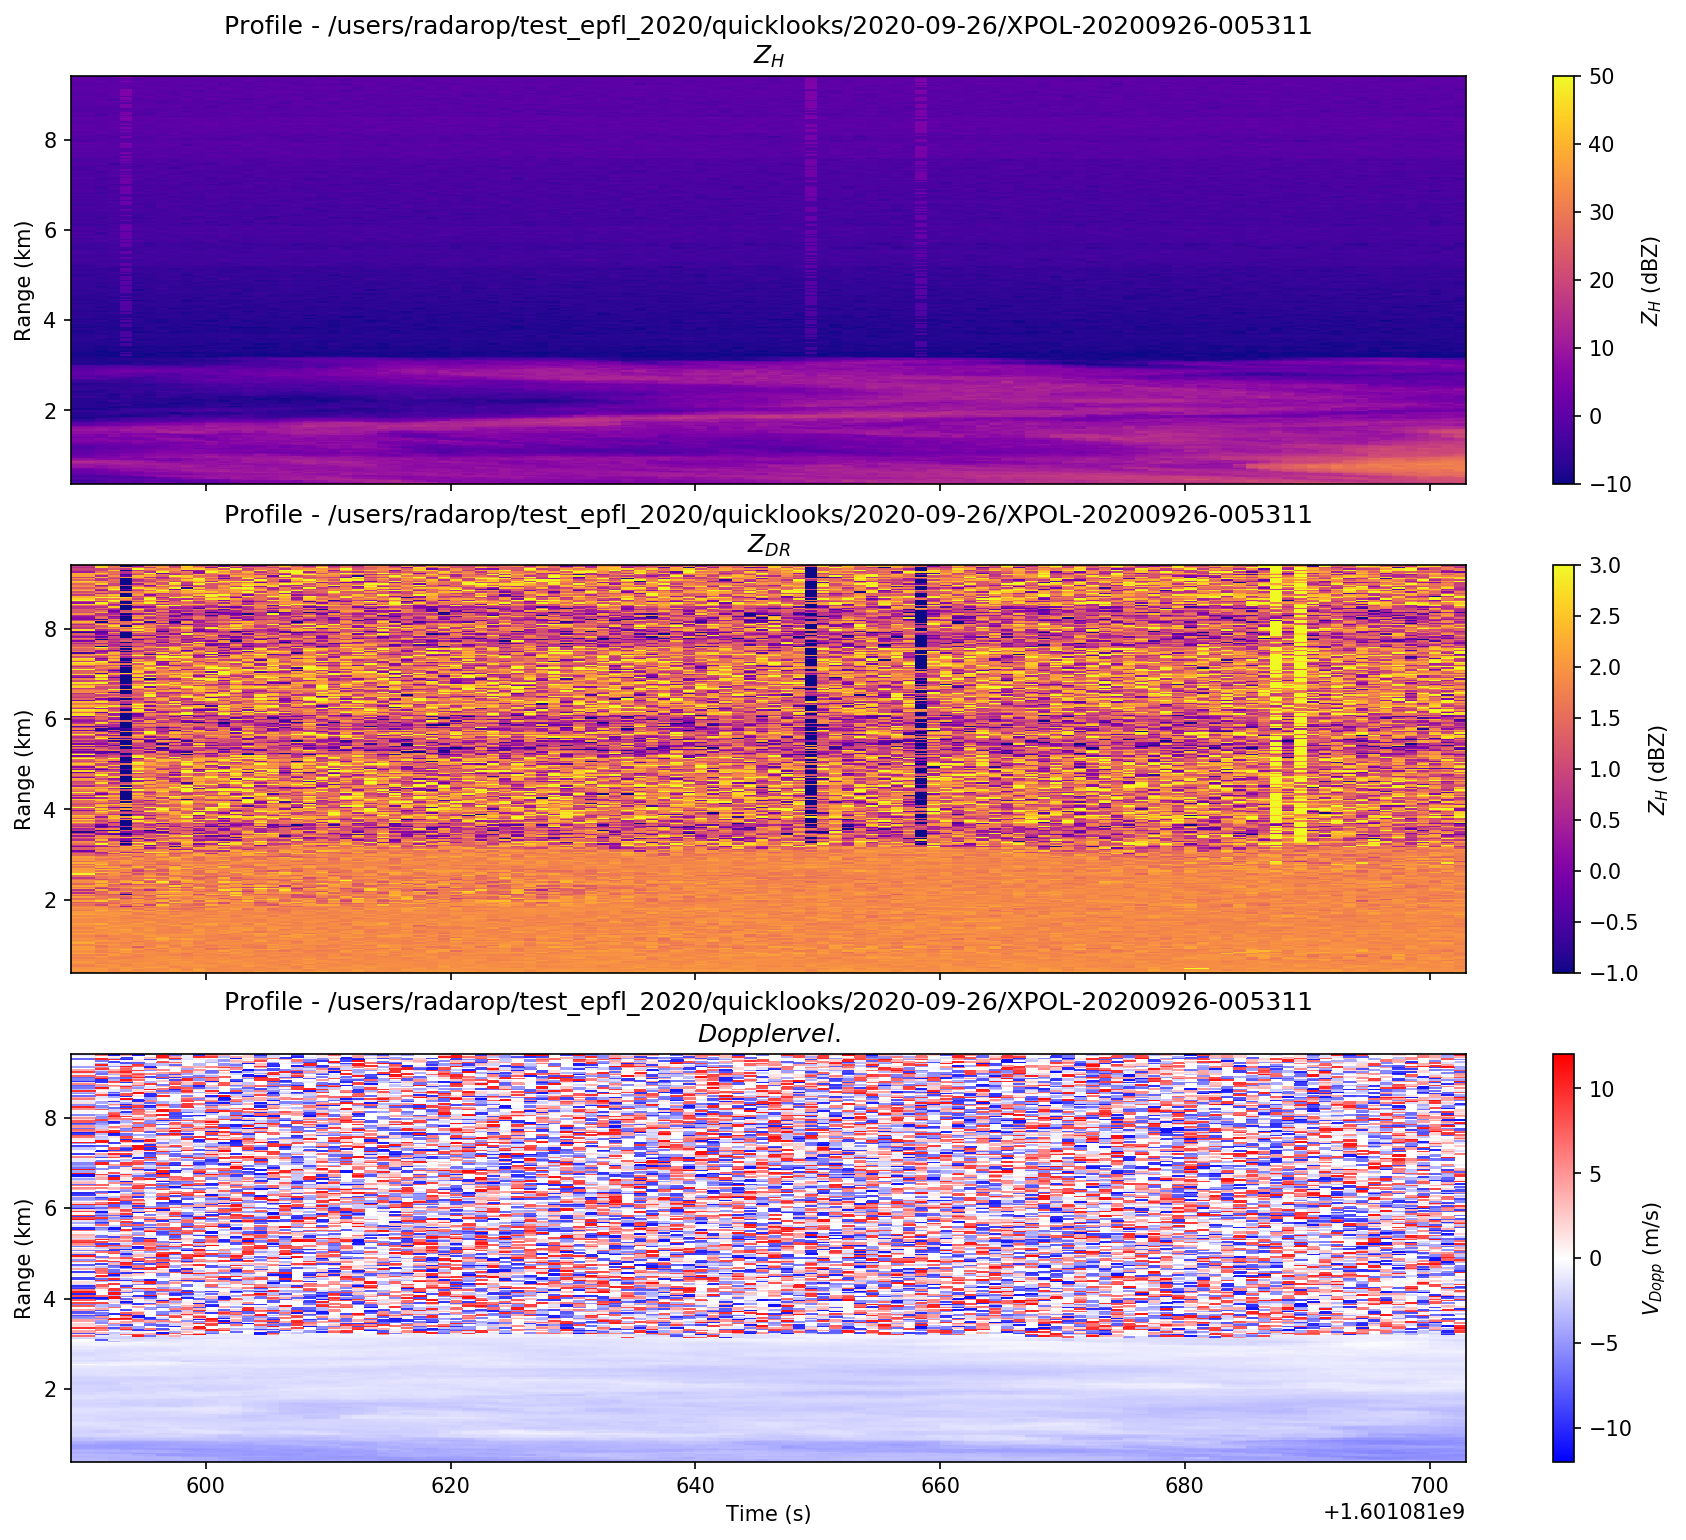 Profile - /users/radarop/test_epfl_2020/quicklooks/2020-09-26/XPOL-20200926-005311
Z_H
8
6
4
2
Range (km)
50
40
30
20
10
0
−10
Z_H (dBZ)
Profile - /users/radarop/test_epfl_2020/quicklooks/2020-09-26/XPOL-20200926-005311
Z_DR
8
6
4
2
Range (km)
3.0
2.5
2.0
1.5
1.0
0.5
0.0
−0.5
−1.0
Z_H (dBZ)
Profile - /users/radarop/test_epfl_2020/quicklooks/2020-09-26/XPOL-20200926-005311
Dopplervel.
8
6
4
2
Range (km)
600 620 640 660 680 700
Time (s)
+1.601081e9
10
5
0
−5
−10
V_Dopp (m/s)